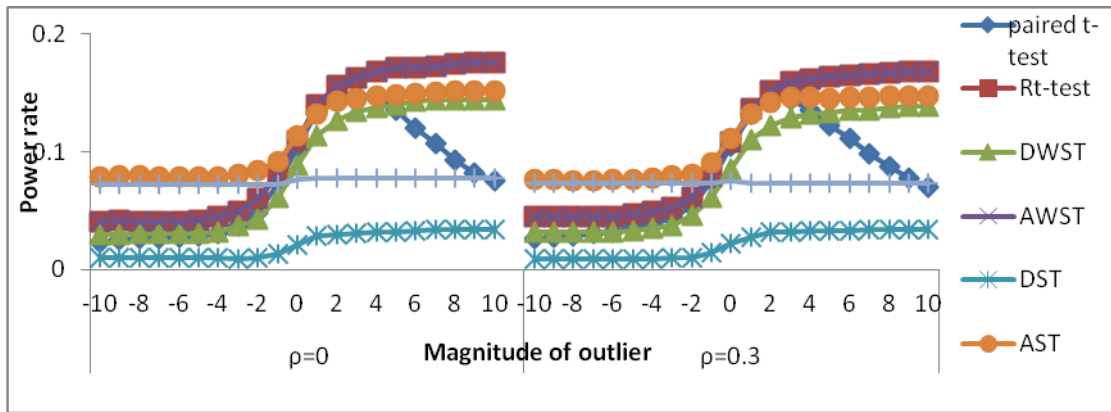 0.2
0.1
0
Power rate
-10 -8 -6 -4 -2 0 2 4 6 8 10 -10 -8 -6 -4 -2 0 2 4 6 8 10
ρ=0
Magnitude of outlier
ρ=0.3
paired t-
test
Rt-test
DWST
AWST
DST
AST